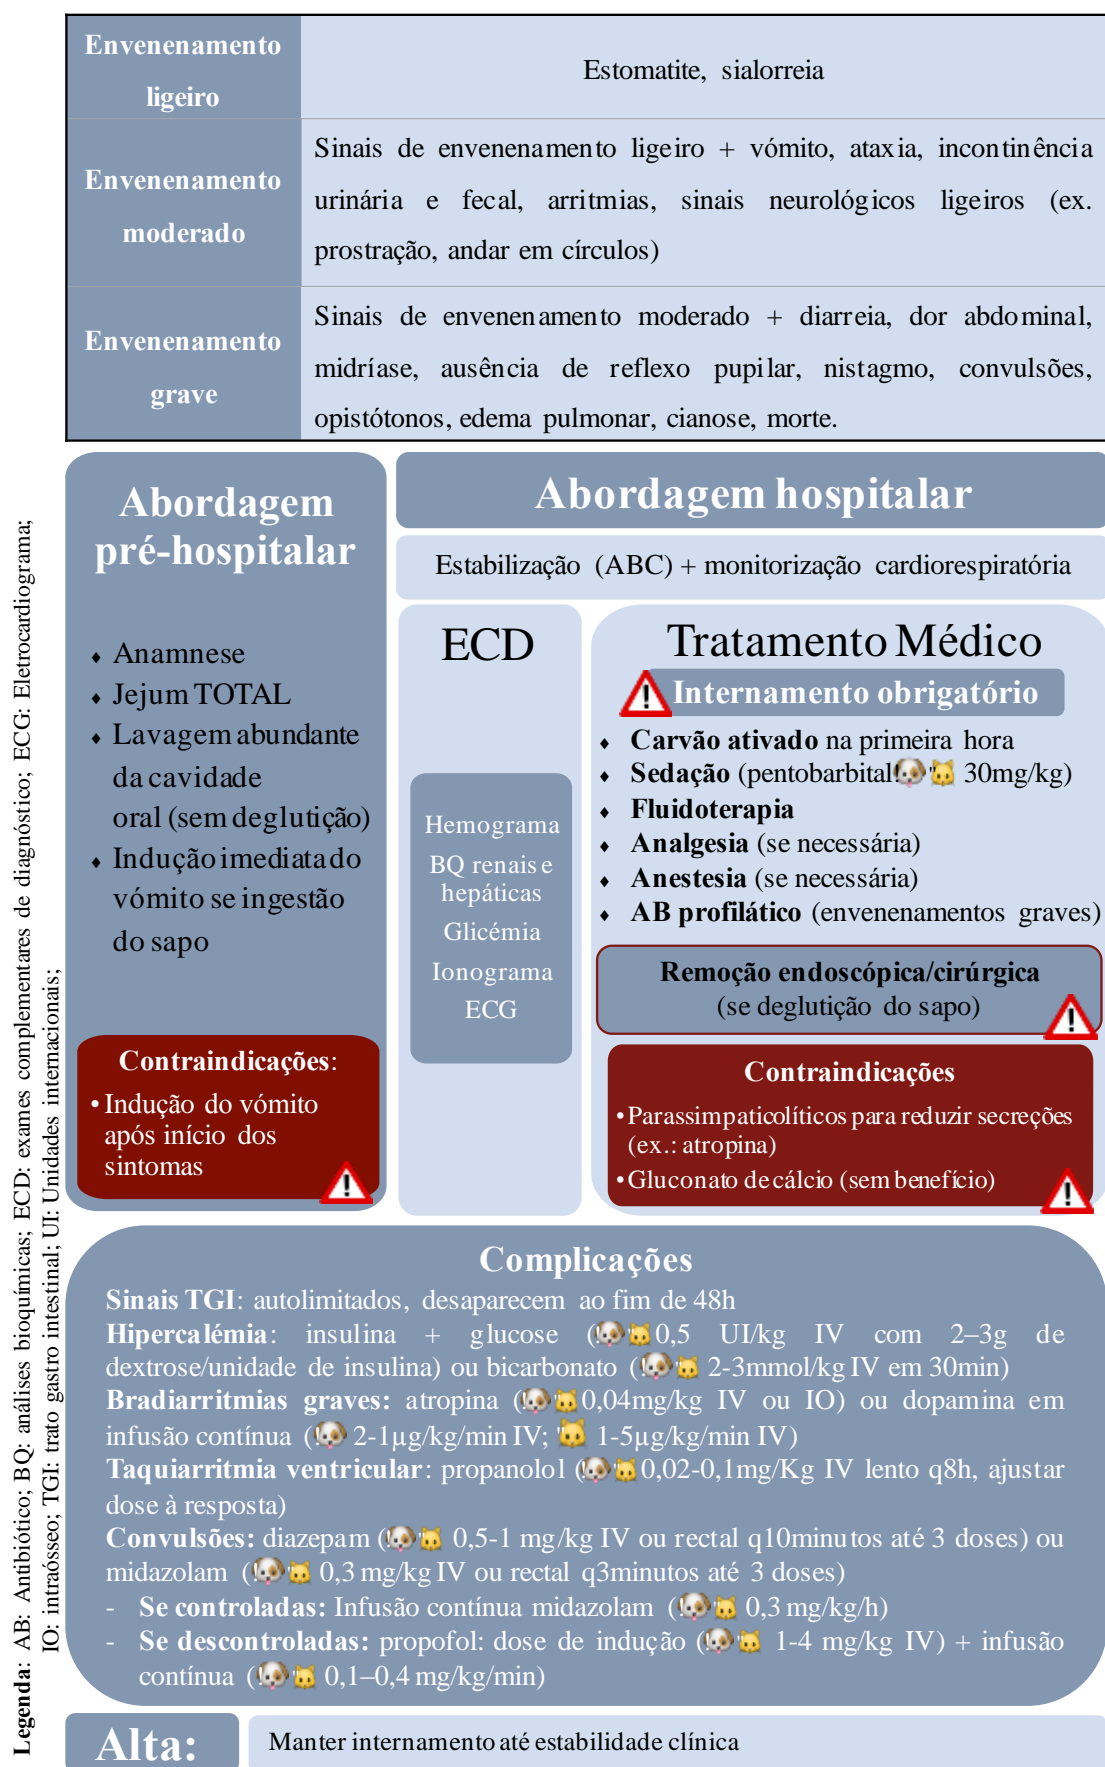 Envenenamento
ligeiro
Estomatite, sialorreia
Envenenamento
moderado
Sinais de envenenamento ligeiro + vómito, ataxia, incontinência
urinária e fecal, arritmias, sinais neurológicos ligeiros (ex.
prostração, andar em círculos)
Envenenamento
grave
Sinais de envenenamento moderado + diarreia, dor abdominal,
midríase, ausência de reflexo pupilar, nistagmo, convulsões,
opistótonos, edema pulmonar, cianose, morte.
Abordagem
pré-hospitalar
⬧ Anamnese
⬧ Jejum TOTAL
⬧ Lavagem abundante
da cavidade
oral (sem deglutição)
⬧ Indução imediata do
vómito se ingestão
do sapo
Contraindicações:
• Indução do vómito
após início dos
sintomas
Abordagem hospitalar
Estabilização (ABC) + monitorização cardiorespiratória
ECD
Hemograma
BQ renais e
hepáticas
Glicémia
Ionograma
ECG
Tratamento Médico
Internamento obrigatório
⬧ Carvão ativado na primeira hora
⬧ Sedação (pentobarbital🐶🐱 30mg/kg)
⬧ Fluidoterapia
⬧ Analgesia (se necessária)
⬧ Anestesia (se necessária)
⬧ AB profilático (envenenamentos graves)
Remoção endoscópica/cirúrgica
(se deglutição do sapo)
Contraindicações
• Parassimpaticolíticos para reduzir secreções
(ex.: atropina)
• Gluconato de cálcio (sem benefício)
Complicações
Sinais TGI: autolimitados, desaparecem ao fim de 48h
Hipercalémia: insulina + glucose (🐶🐱0,5 UI/kg IV com 2–3g de
dextrose/unidade de insulina) ou bicarbonato (🐶🐱 2-3mmol/kg IV em 30min)
Bradiarritmias graves: atropina (🐶🐱0,04mg/kg IV ou IO) ou dopamina em
infusão contínua (🐶 2-1µg/kg/min IV; 🐱 1-5µg/kg/min IV)
Taquiarritmia ventricular: propanolol (🐶🐱0,02-0,1mg/Kg IV lento q8h, ajustar
dose à resposta)
Convulsões: diazepam (🐶🐱 0,5-1 mg/kg IV ou rectal q10minutos até 3 doses) ou
midazolam (🐶🐱 0,3 mg/kg IV ou rectal q3minutos até 3 doses)
- Se controladas: Infusão contínua midazolam (🐶🐱 0,3 mg/kg/h)
- Se descontroladas: propofol: dose de indução (🐶🐱 1-4 mg/kg IV) + infusão
contínua (🐶🐱 0,1–0,4 mg/kg/min)
Alta:
Manter internamento até estabilidade clínica
Legenda: AB: Antibiótico; BQ: análises bioquímicas; ECD: exames complementares de diagnóstico; ECG: Eletrocardiograma;
IO: intraósseo; TGI: trato gastro intestinal; UI: Unidades internacionais;